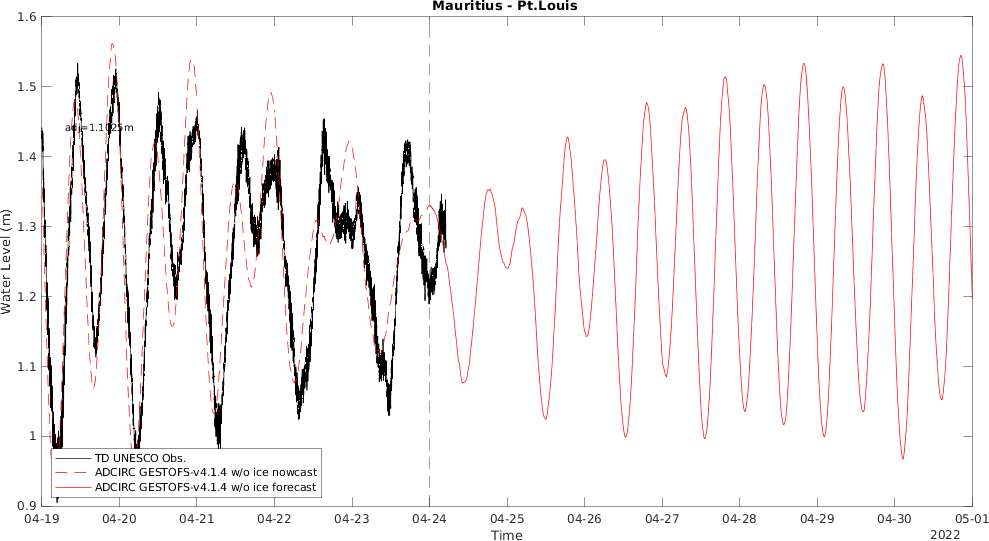 Mauritius - Pt.Louis
Water Level (m)
1.6
1.5
1.4
1.3
1.2
1.1
1
0.9
adj=1.1025m
TD UNESCO Obs.
ADCIRC GESTOFS-v4.1.4 w/o ice nowcast
ADCIRC GESTOFS-v4.1.4 w/o ice forecast
04-19 04-20 04-21 04-22 04-23 04-24 04-25 04-26 04-27 04-28 04-29 04-30 05-01
Time
2022